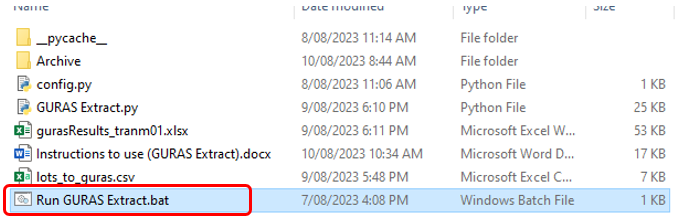 Name Date modified Type Size
__pycache__ 8/08/2023 11:14 AM File folder
Archive 10/08/2023 8:44 AM File folder
config.py 8/08/2023 11:06 AM Python File 1 KB
GURAS Extract.py 9/08/2023 6:10 PM Python File 25 KB
gurasResults_tranm01.xlsx 9/08/2023 6:11 PM Microsoft Excel W... 53 KB
Instructions to use (GURAS Extract).docx 10/08/2023 10:34 AM Microsoft Word D... 17 KB
lots_to_guras.csv 9/08/2023 5:48 PM Microsoft Excel C... 7 KB
Run GURAS Extract.bat 7/08/2023 4:08 PM Windows Batch File 1 KB